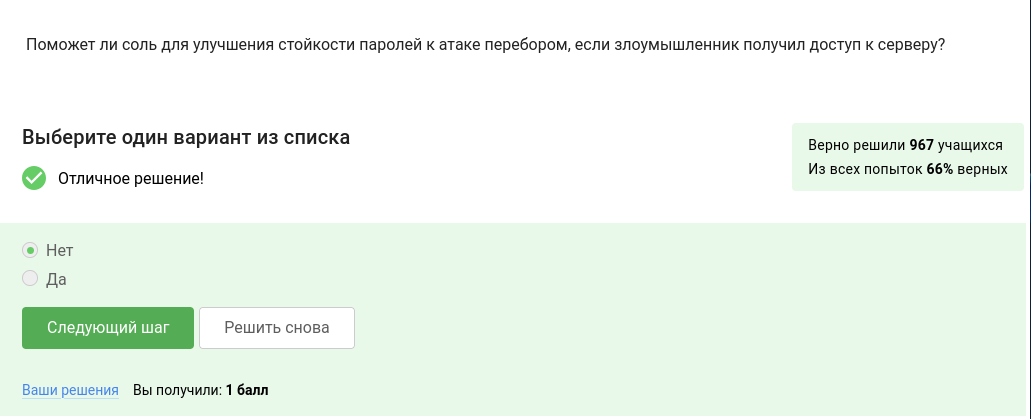 Поможет ли соль для улучшения стойкости паролей к атаке перебором, если злоумышленник получил доступ к серверу?
Выберите один вариант из списка
Отличное решение!
Верно решили 967 учащихся
Из всех попыток 66% верных
Нет
Да
Следующий шаг
Решить снова
Ваши решения
Вы получили: 1 балл